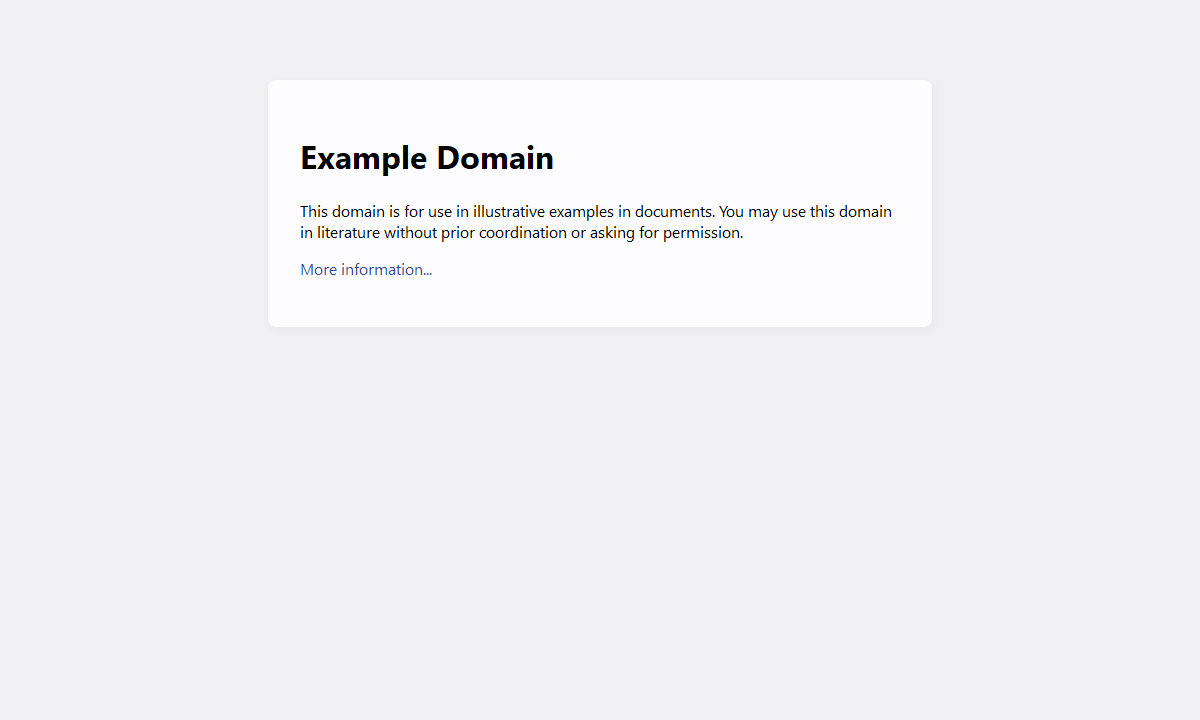 Example Domain
This domain is for use in illustrative examples in documents. You may use this domain
in literature without prior coordination or asking for permission.
More information...